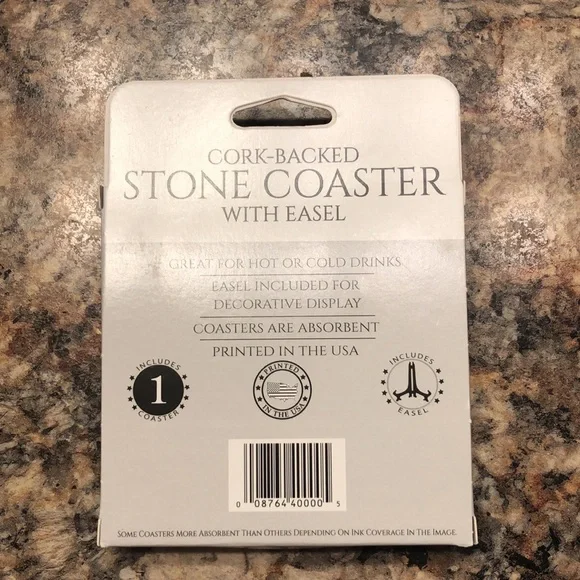 CORK-BACKED
STONE COASTER
WITH EASEL
GREAT FOR HOT OR COLD DRINKS
EASEL INCLUDED FOR
DECORATIVE DISPLAY
COASTERS ARE ABSORBENT
PRINTED IN THE USA
INCLUDES
1
COASTER
PRINTED
IN THE USA
INCLUDES
EASEL
0 08764 40000 5
SOME COASTERS MORE ABSORBENT THAN OTHERS DEPENDING ON INK COVERAGE IN THE IMAGE.